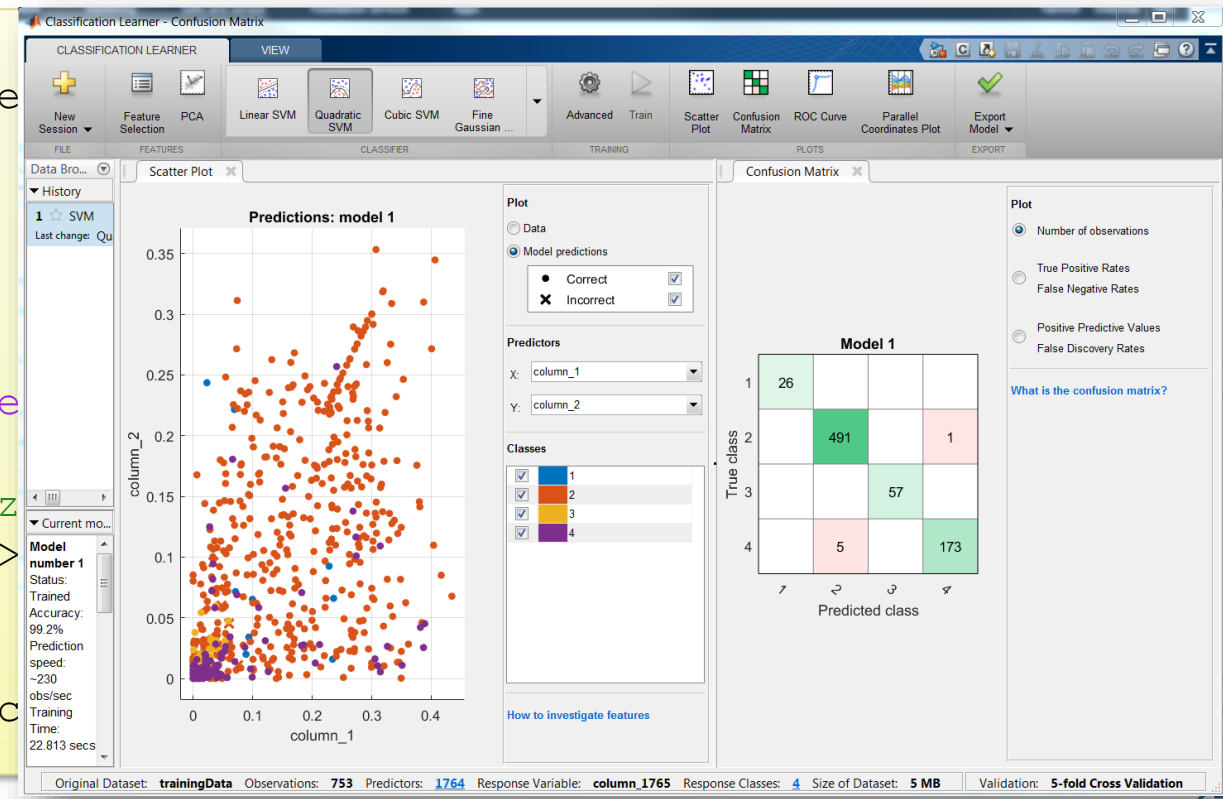 Classification Learner - Confusion Matrix
CLASSIFICATION LEARNER VIEW
New Session
Feature Selection
PCA
Linear SVM
Quadratic SVM
Cubic SVM
Fine Gaussian ...
Advanced
Train
Scatter Plot
Confusion Matrix
ROC Curve
Parallel Coordinates Plot
Export Model
FILE FEATURES CLASSIFIER TRAINING PLOTS EXPORT
Data Bro...
History
1 SVM
Last change: Qu
Current mo...
Model
number 1
Status:
Trained
Accuracy:
99.2%
Prediction
speed:
~230
obs/sec
Training
Time:
22.813 secs
Scatter Plot
Predictions: model 1
0.35
0.3
0.25
0.2
0.15
0.1
0.05
0
column_2
0 0.1 0.2 0.3 0.4
column_1
Plot
Data
Model predictions
Correct
Incorrect
Predictors
X: column_1
Y: column_2
Classes
1
2
3
4
How to investigate features
Confusion Matrix
Model 1
1 26
2 491 1
3 57
4 5 173
True class
1 2 3 4
Predicted class
Plot
Number of observations
True Positive Rates
False Negative Rates
Positive Predictive Values
False Discovery Rates
What is the confusion matrix?
Original Dataset: trainingData Observations: 753 Predictors: 1764 Response Variable: column_1765 Response Classes: 4 Size of Dataset: 5 MB Validation: 5-fold Cross Validation
e
e
z
>
c